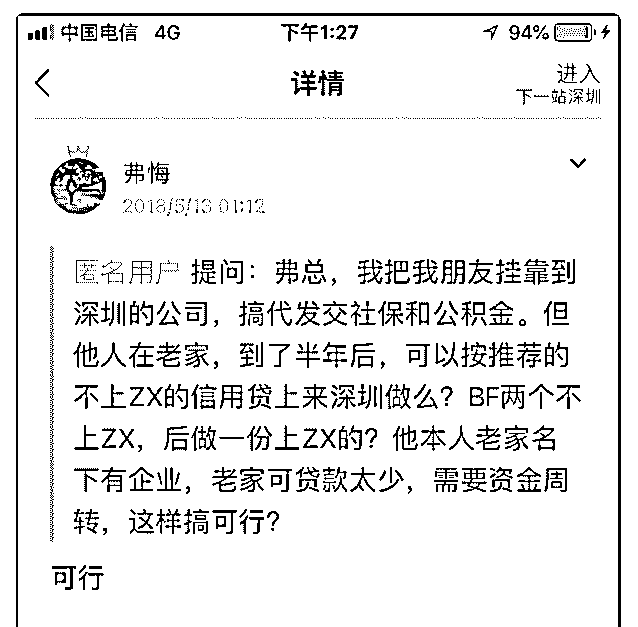 中国电信 4G 下午1:27 94%
详情
进入
下一站深圳
弗悔
2018/5/13 01:12
匿名用户 提问：弗总，我把我朋友挂靠到
深圳的公司，搞代发交社保和公积金。但
他人在老家，到了半年后，可以按推荐的
不上ZX的信用贷上来深圳做么？BF两个不
上ZX，后做一份上ZX的？他本人老家名
下有企业，老家可贷款太少，需要资金周
转，这样搞可行？
可行